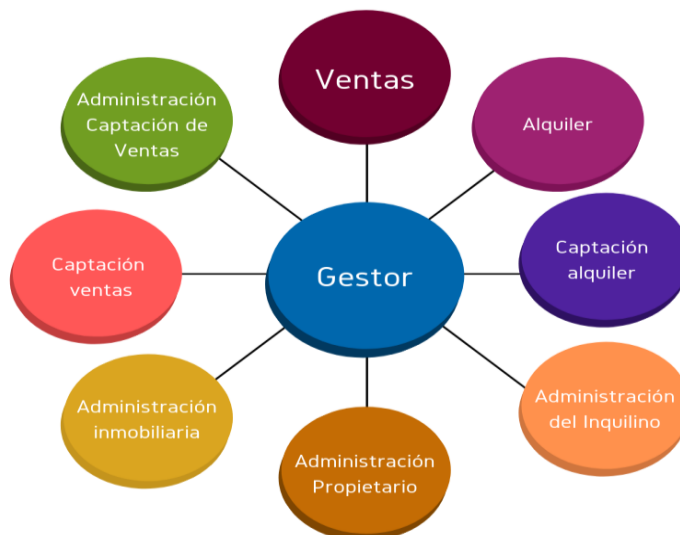 Ventas
Administración
Captación de
Ventas
Alquiler
Captación
ventas
Gestor
Captación
alquiler
Administración
inmobiliaria
Administración
del Inquilino
Administración
Propietario